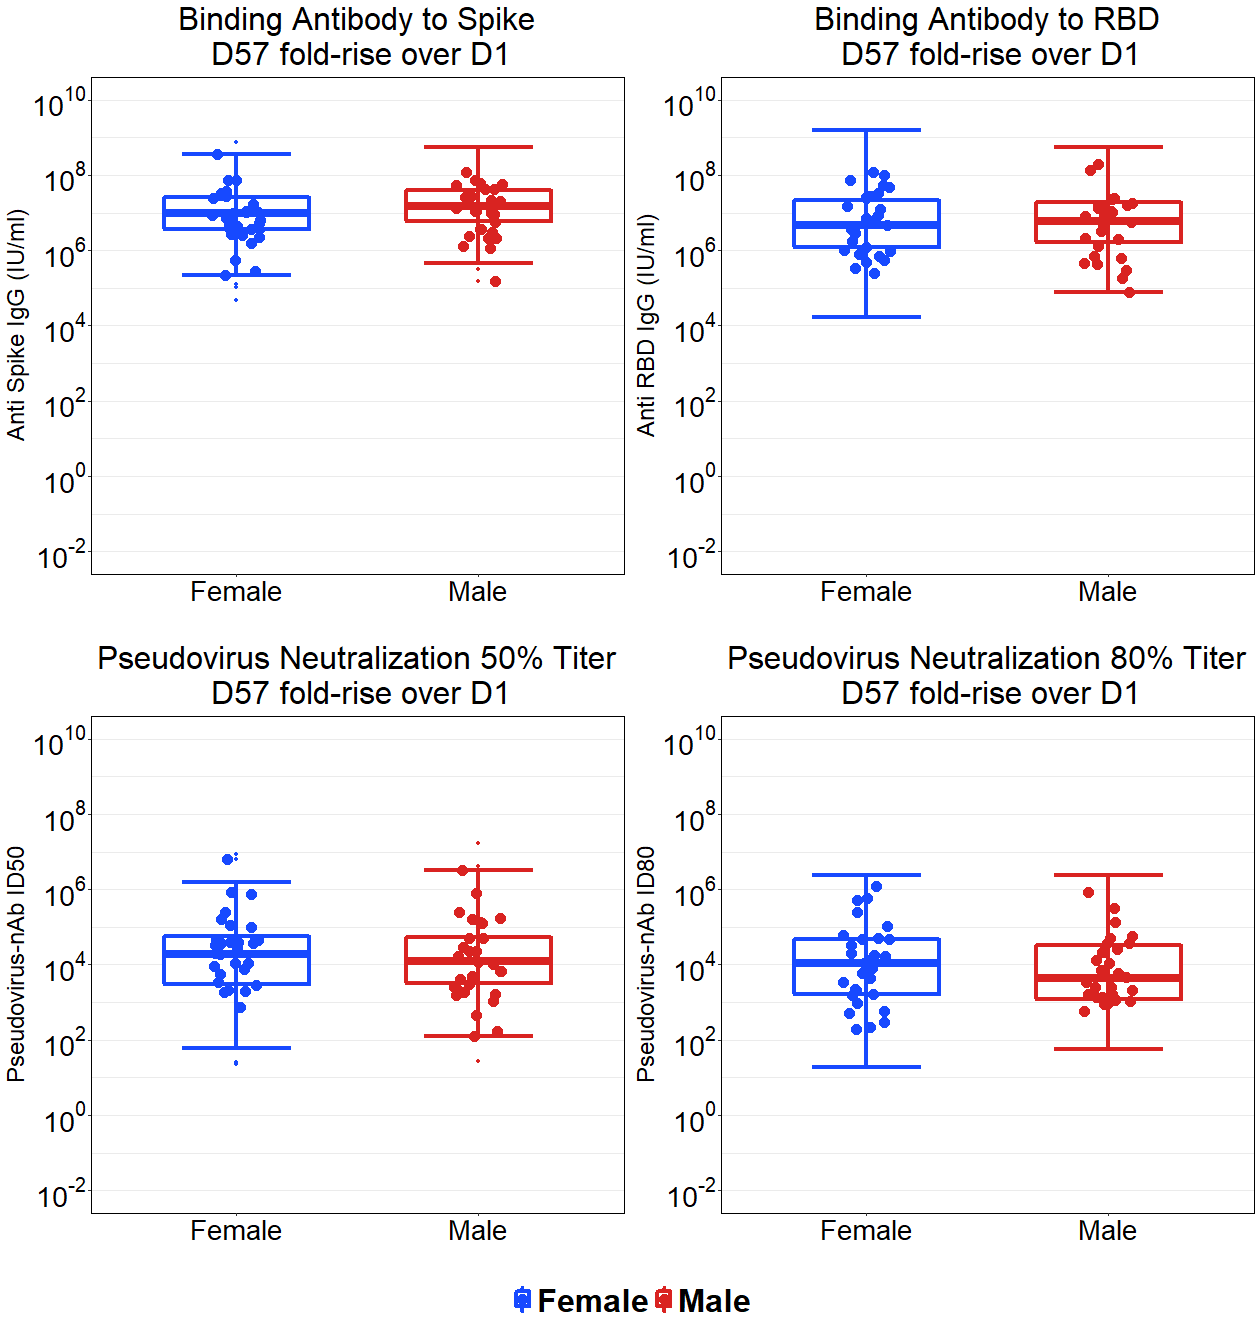 Binding Antibody to Spike
D57 fold-rise over D1
Anti Spike IgG (IU/ml)
10^10
10^8
10^6
10^4
10^2
10^0
10^-2
Female Male
Binding Antibody to RBD
D57 fold-rise over D1
Anti RBD IgG (IU/ml)
10^10
10^8
10^6
10^4
10^2
10^0
10^-2
Female Male
Pseudovirus Neutralization 50% Titer
D57 fold-rise over D1
Pseudovirus-nAb ID50
10^10
10^8
10^6
10^4
10^2
10^0
10^-2
Female Male
Pseudovirus Neutralization 80% Titer
D57 fold-rise over D1
Pseudovirus-nAb ID80
10^10
10^8
10^6
10^4
10^2
10^0
10^-2
Female Male
Female Male